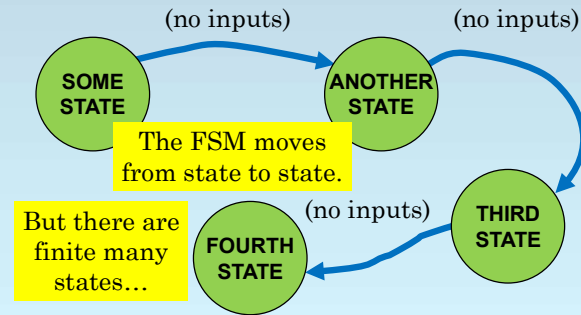 (no inputs)
(no inputs)
SOME
STATE
ANOTHER
STATE
The FSM moves
from state to state.
(no inputs)
THIRD
STATE
But there are
finite many
states…
FOURTH
STATE